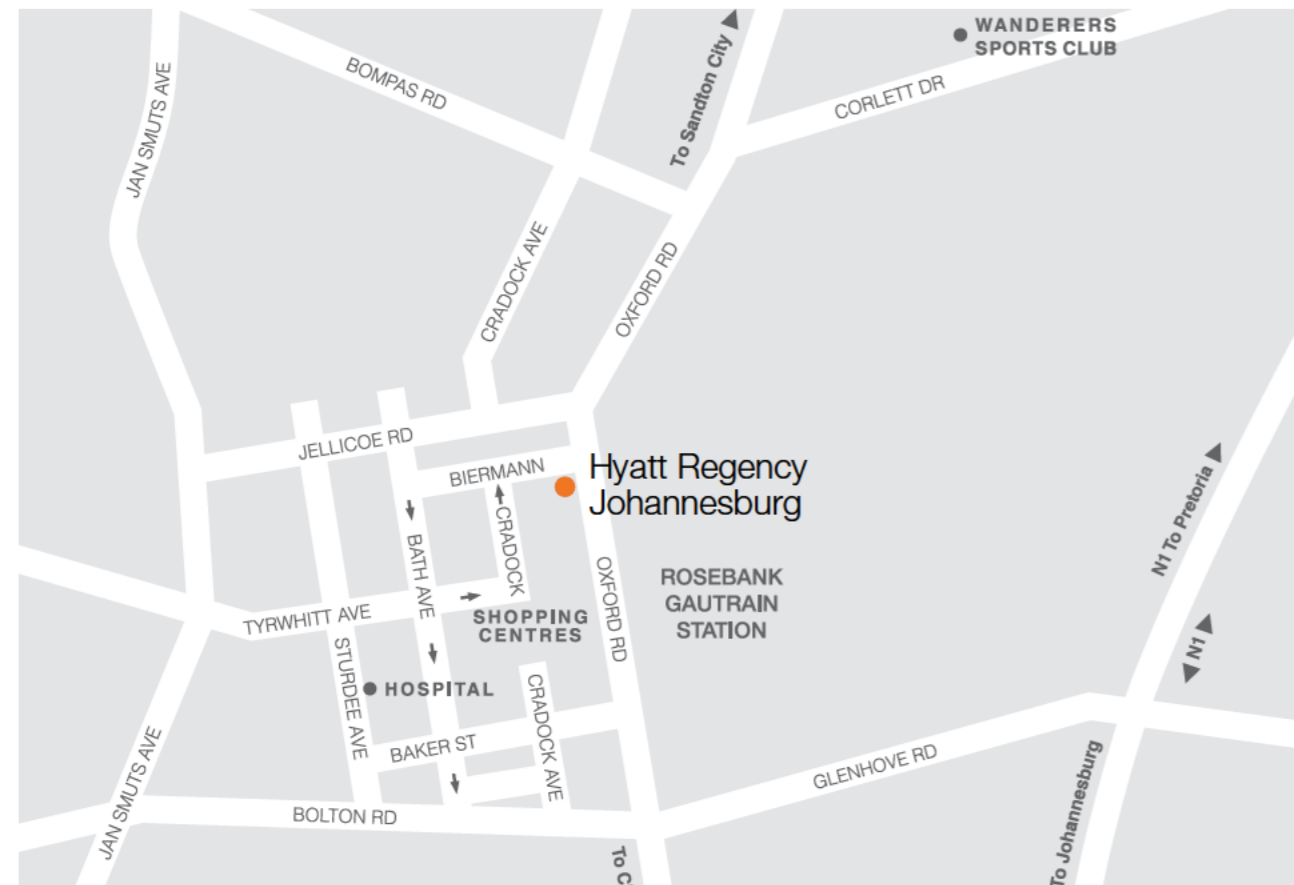 WANDERERS
SPORTS CLUB
BOMPAS RD
To Sandton City
CORLETT DR
JAN SMUTS AVE
CRADOCK AVE
OXFORD RD
JELLICOE RD
BIERMANN
Hyatt Regency
Johannesburg
CRADOCK
BATH AVE
N1 To Pretoria
ROSEBANK
GAUTRAIN
STATION
OXFORD RD
TYRWHITT AVE
SHOPPING
CENTRES
N1
STURDEE AVE
HOSPITAL
CRADOCK AVE
BAKER ST
GLENHOVE RD
JAN SMUTS AVE
BOLTON RD
To Johannesburg
To C